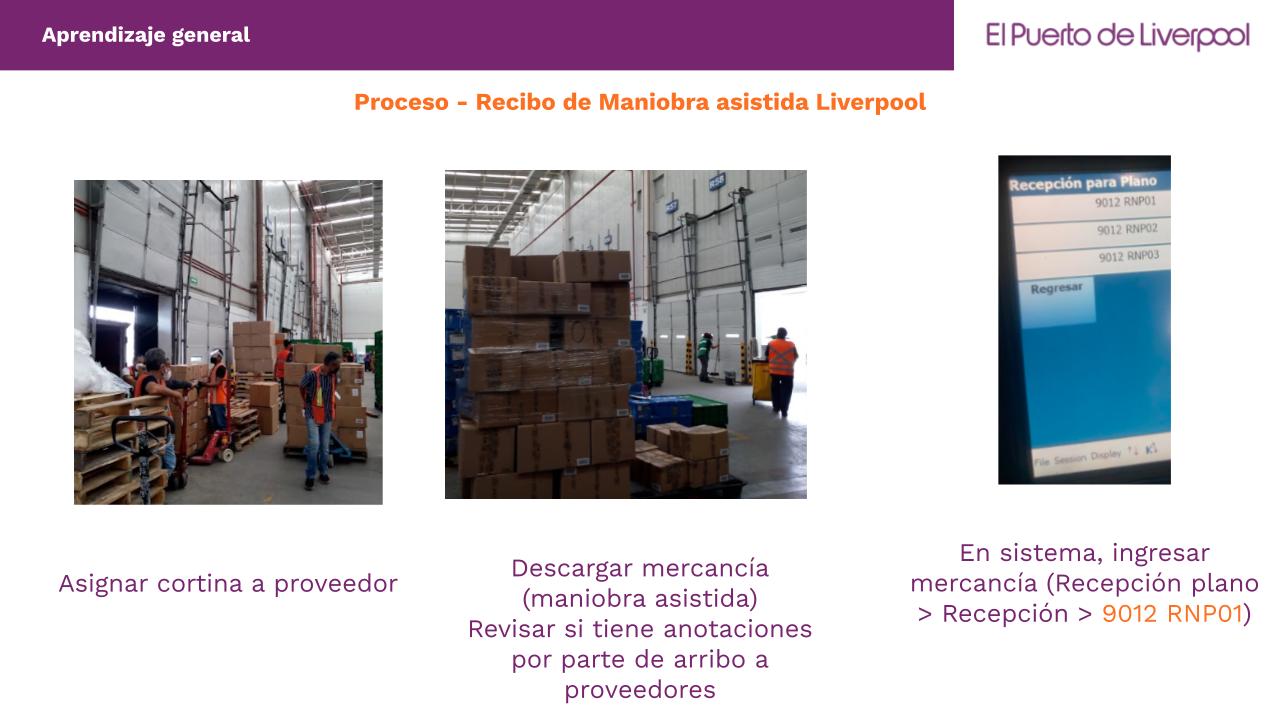 Aprendizaje general
El Puerto de Liverpool
Proceso - Recibo de Maniobra asistida Liverpool
RS8
RS7
Recepción para Plano
9012 RNP01
9012 RNP02
9012 RNP03
Regresar
File Session Display
Asignar cortina a proveedor
Descargar mercancía
(maniobra asistida)
Revisar si tiene anotaciones
por parte de arribo a
proveedores
En sistema, ingresar
mercancía (Recepción plano
> Recepción > 9012 RNP01)